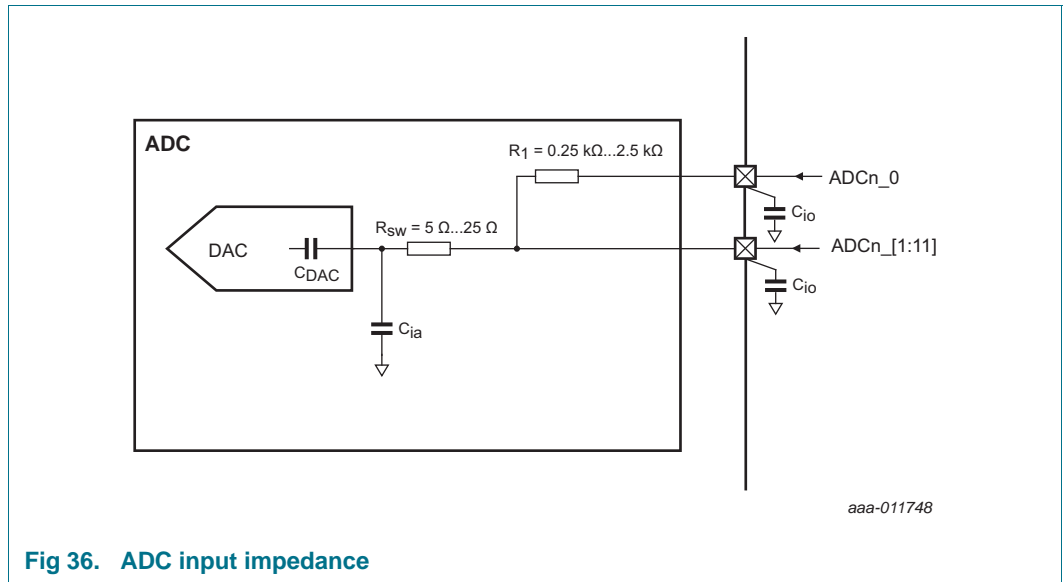 ADC
R1 = 0.25 kΩ...2.5 kΩ
ADCn_0
Cio
Rsw = 5 Ω...25 Ω
DAC
ADCn_[1:11]
CDAC
Cio
Cia
aaa-011748
Fig 36. ADC input impedance